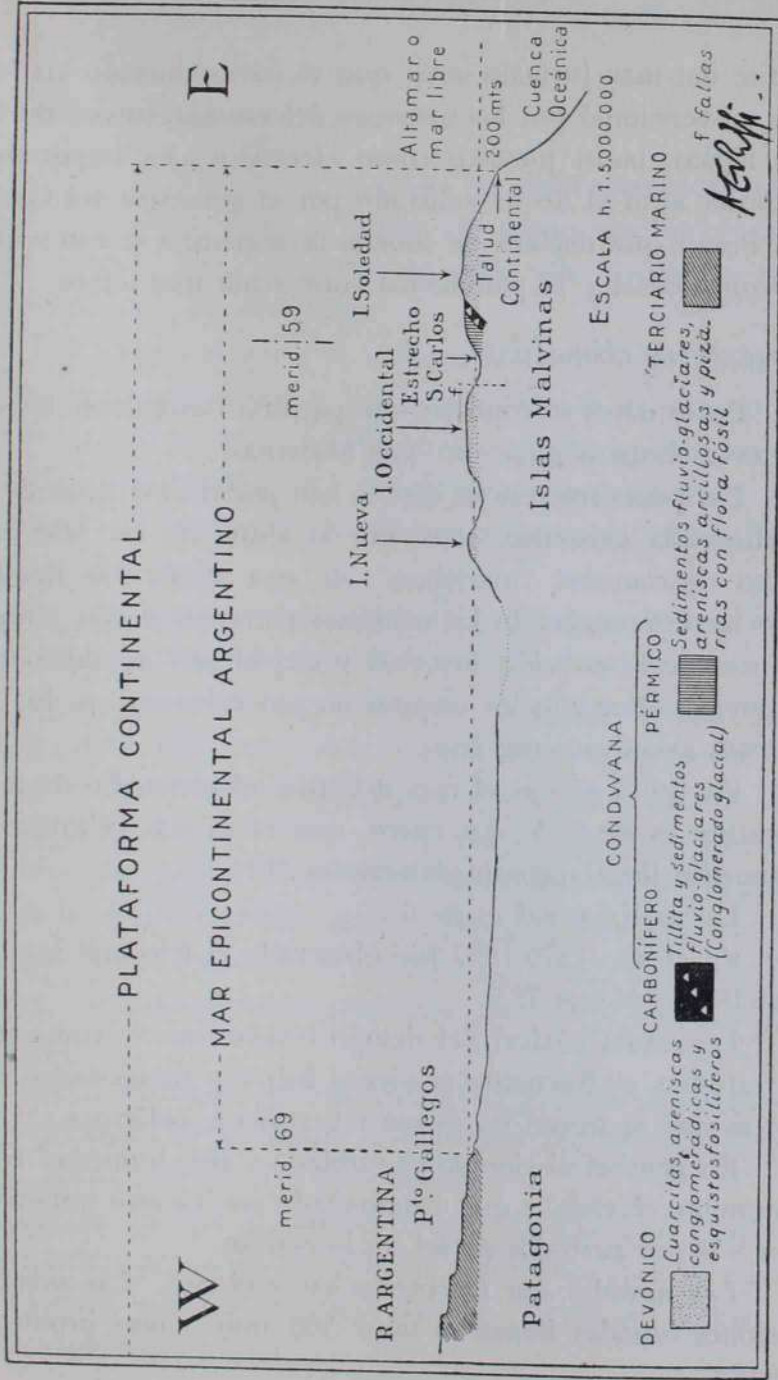 PLATAFORMA CONTINENTAL
MAR EPICONTINENTAL ARGENTINO
W
E
merid. 69
merid. 59
Altamar o
mar libre
R. ARGENTINA
Pto Gallegos
I. Nueva
I. Occidental
Estrecho
S. Carlos
I. Soledad
f.
200 mts
Talud
Continental
Cuenca
Oceánica
Patagonia
Islas Malvinas
ESCALA h 1:5.000.000
CONDWANA
DEVONICO
CARBONÍFERO
PÉRMICO
TERCIARIO MARINO
Cuarcitas, areniscas
conglomerádicas y
esquistos fosilíferos
Tillita y sedimentos
fluvio-glaciares
(Conglomerado glacial)
Sedimentos fluvio-glaciares,
areniscas arcillosas y piza-
rras con flora fósil.
F: fallas